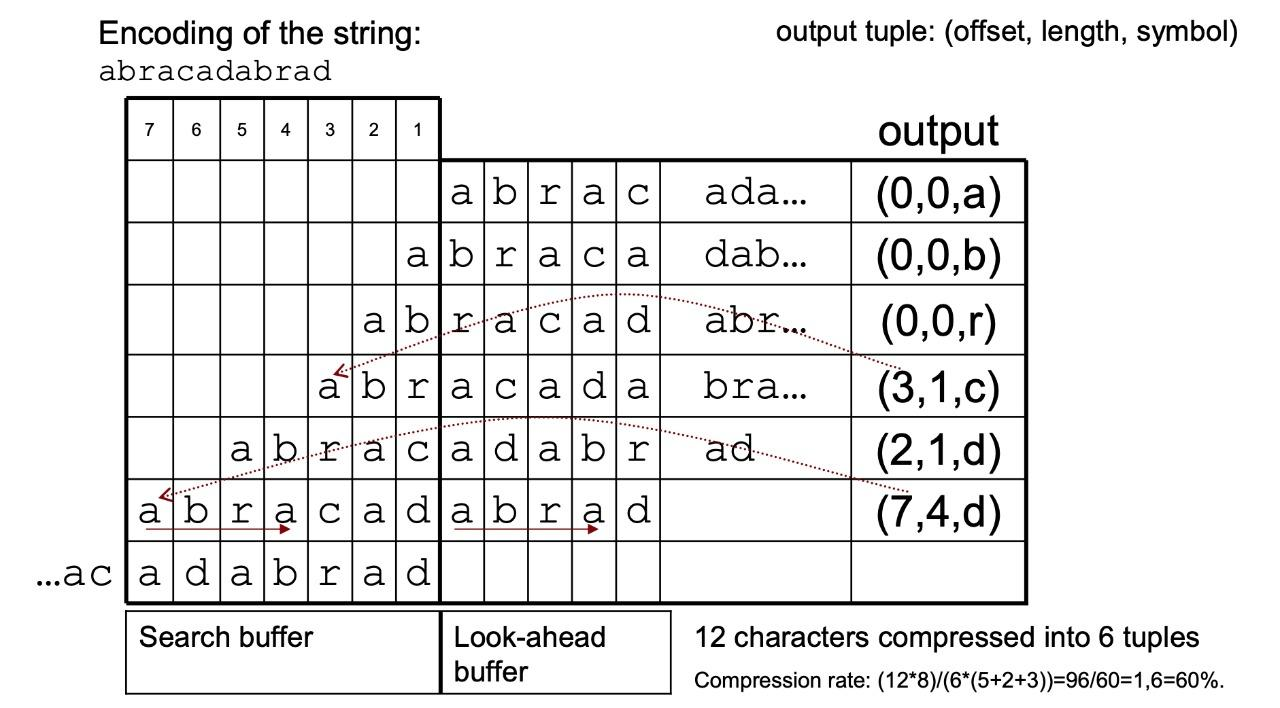 Encoding of the string:
output tuple: (offset, length, symbol)
abracadabrad
7 6 5 4 3 2 1
output
a b r a c ada... (0,0,a)
a b r a c a dab... (0,0,b)
a b r a c a d abr... (0,0,r)
a b r a c a d a bra... (3,1,c)
a b r a c a d a b r ad (2,1,d)
a b r a c a d a b r a d (7,4,d)
...ac a d a b r a d
Search buffer
Look-ahead
buffer
12 characters compressed into 6 tuples
Compression rate: (12*8)/(6*(5+2+3))=96/60=1,6=60%.